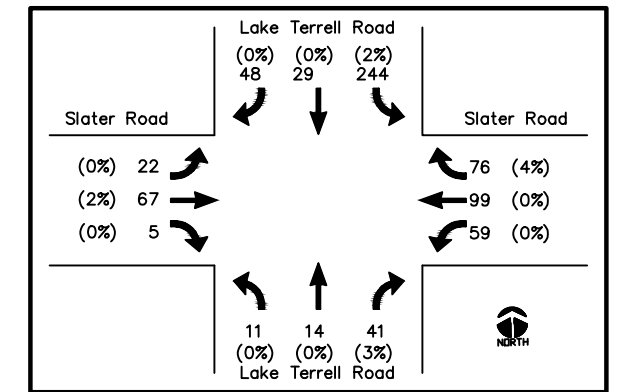 Lake Terrell Road
(0%) (0%) (2%)
48 29 244
Slater Road Slater Road
(0%) 22 76 (4%)
(2%) 67 99 (0%)
(0%) 5 59 (0%)
11 14 41
(0%) (0%) (3%)
Lake Terrell Road
NORTH